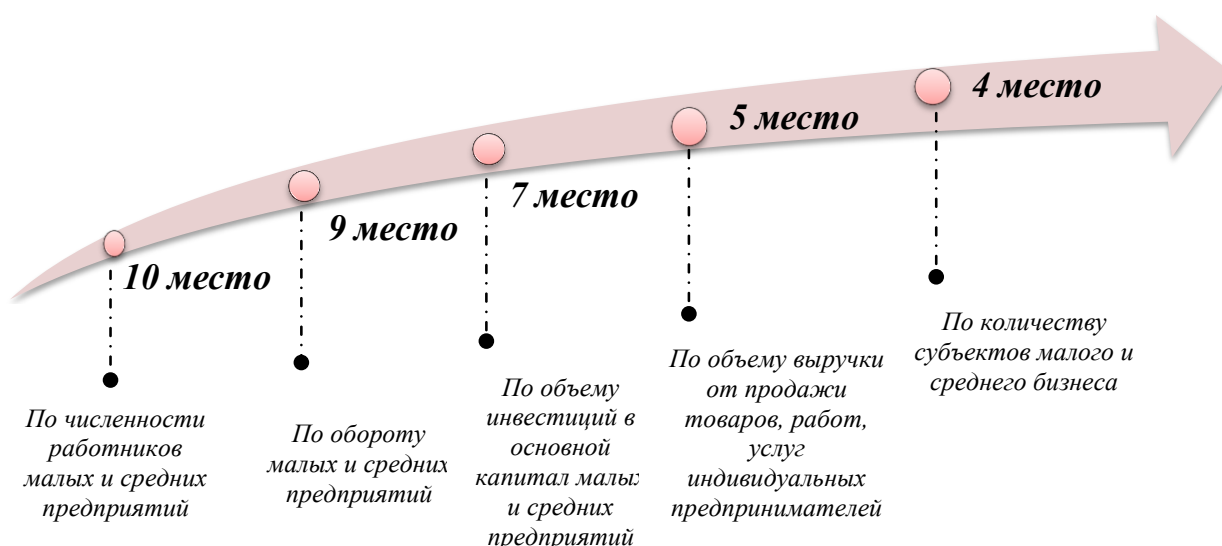 10 место
9 место
7 место
5 место
4 место
По численности
работников
малых и средних
предприятий
По обороту
малых и средних
предприятий
По объему
инвестиций в
основной
капитал малых
и средних
предприятий
По объему выручки
от продажи
товаров, работ,
услуг
индивидуальных
предпринимателей
По количеству
субъектов малого и
среднего бизнеса